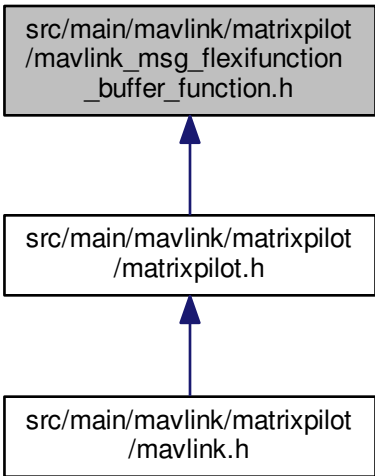 src/main/mavlink/matrixpilot
/mavlink_msg_flexifunction
_buffer_function.h
src/main/mavlink/matrixpilot
/matrixpilot.h
src/main/mavlink/matrixpilot
/mavlink.h